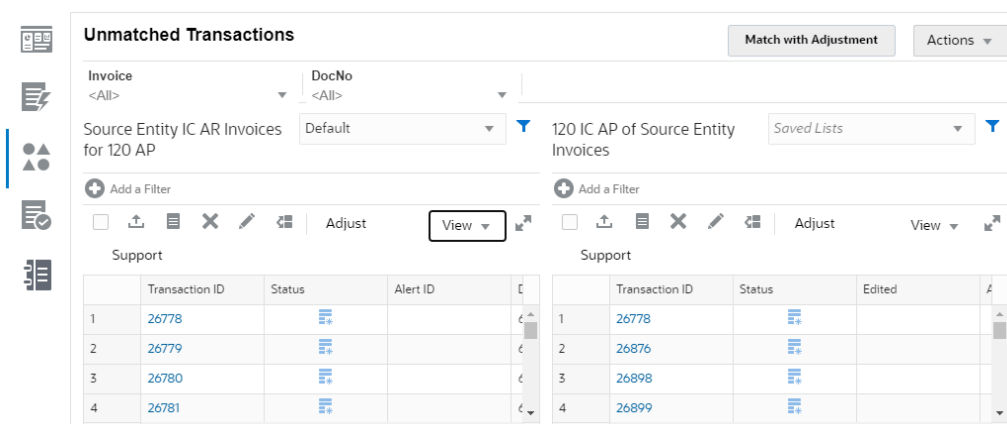 Unmatched Transactions
Match with Adjustment
Actions
Invoice
<All>
DocNo
<All>
Source Entity IC AR Invoices
for 120 AP
Default
120 IC AP of Source Entity
Invoices
Saved Lists
Add a Filter
Add a Filter
Adjust
View
Adjust
View
Support
Support
Transaction ID Status Alert ID
Transaction ID Status Edited
1 26778
1 26778
2 26779
2 26876
3 26780
3 26898
4 26781
4 26899